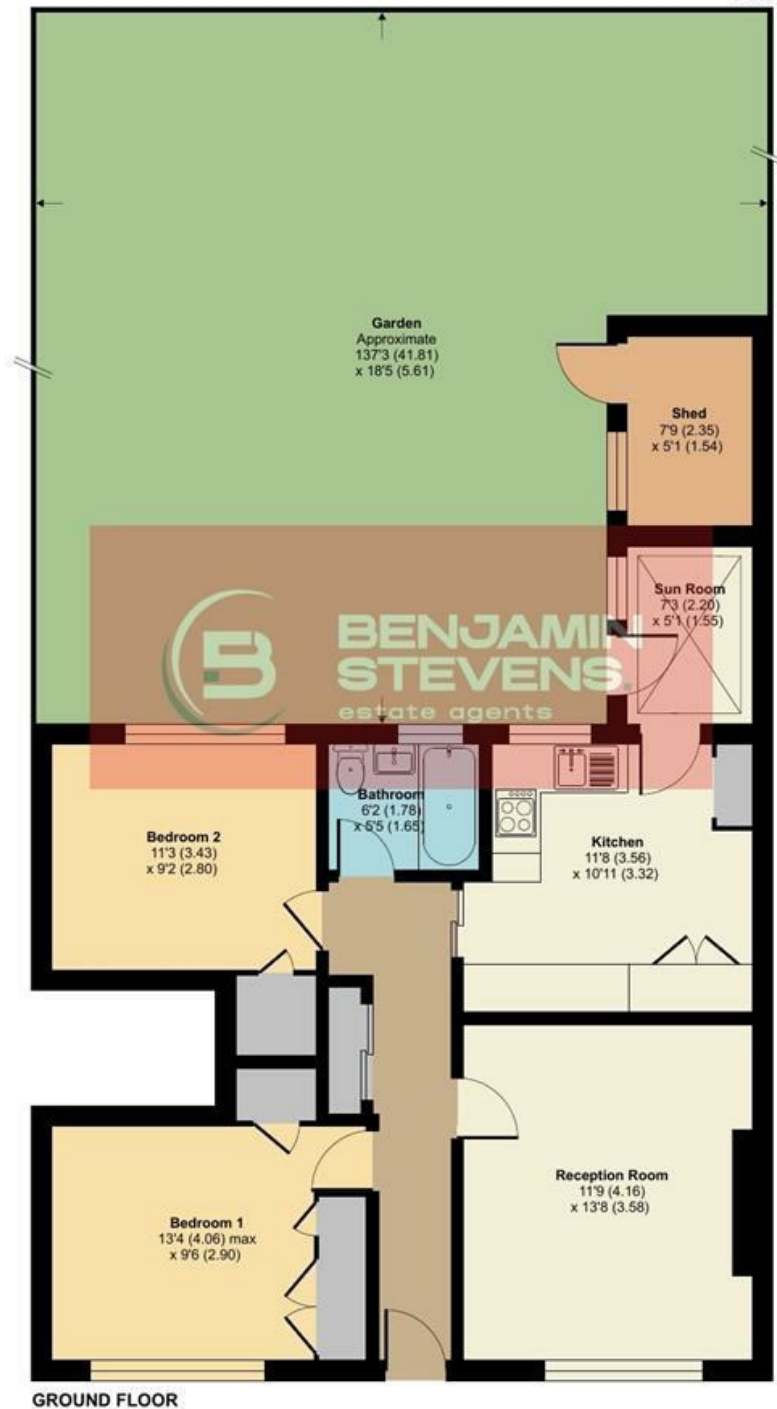 Garden
Approximate
137'3 (41.81)
x 18'5 (5.61)
Shed
7'9 (2.35)
x 5'1 (1.54)
Sun Room
7'3 (2.20)
x 5'1 (1.55)
B
BENJAMIN
STEVENS.
estate agents
Bathroom
6'2 (1.78)
x 5'5 (1.65)
Bedroom 2
11'3 (3.43)
x 9'2 (2.80)
Kitchen
11'8 (3.56)
x 10'11 (3.32)
Reception Room
11'9 (4.16)
x 13'8 (3.58)
Bedroom 1
13'4 (4.06) max
x 9'6 (2.90)
GROUND FLOOR